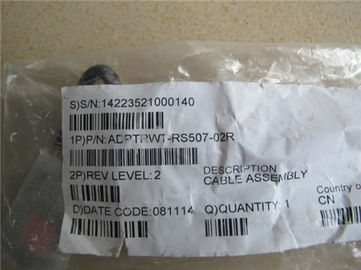 S)S/N:14223521000140
1P)P/N:ADPTRWT-RS507-02R
2P)REV LEVEL:2
DESCRIPTION
CABLE ASSEMBLY
D)DATE CODE:081114
Q)QUANTITY: 1
Country o
CN